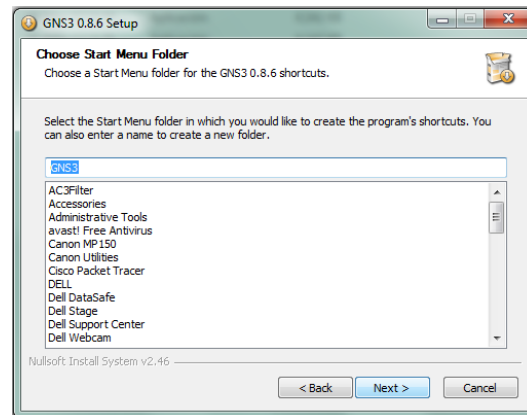 GNS3 0.8.6 Setup
Choose Start Menu Folder
Choose a Start Menu folder for the GNS3 0.8.6 shortcuts.
Select the Start Menu folder in which you would like to create the program's shortcuts. You
can also enter a name to create a new folder.
GNS3
AC3Filter
Accessories
Administrative Tools
avast! Free Antivirus
Canon MP150
Canon Utilities
Cisco Packet Tracer
DELL
Dell DataSafe
Dell Stage
Dell Support Center
Dell Webcam
Nullsoft Install System v2.46
< Back Next > Cancel